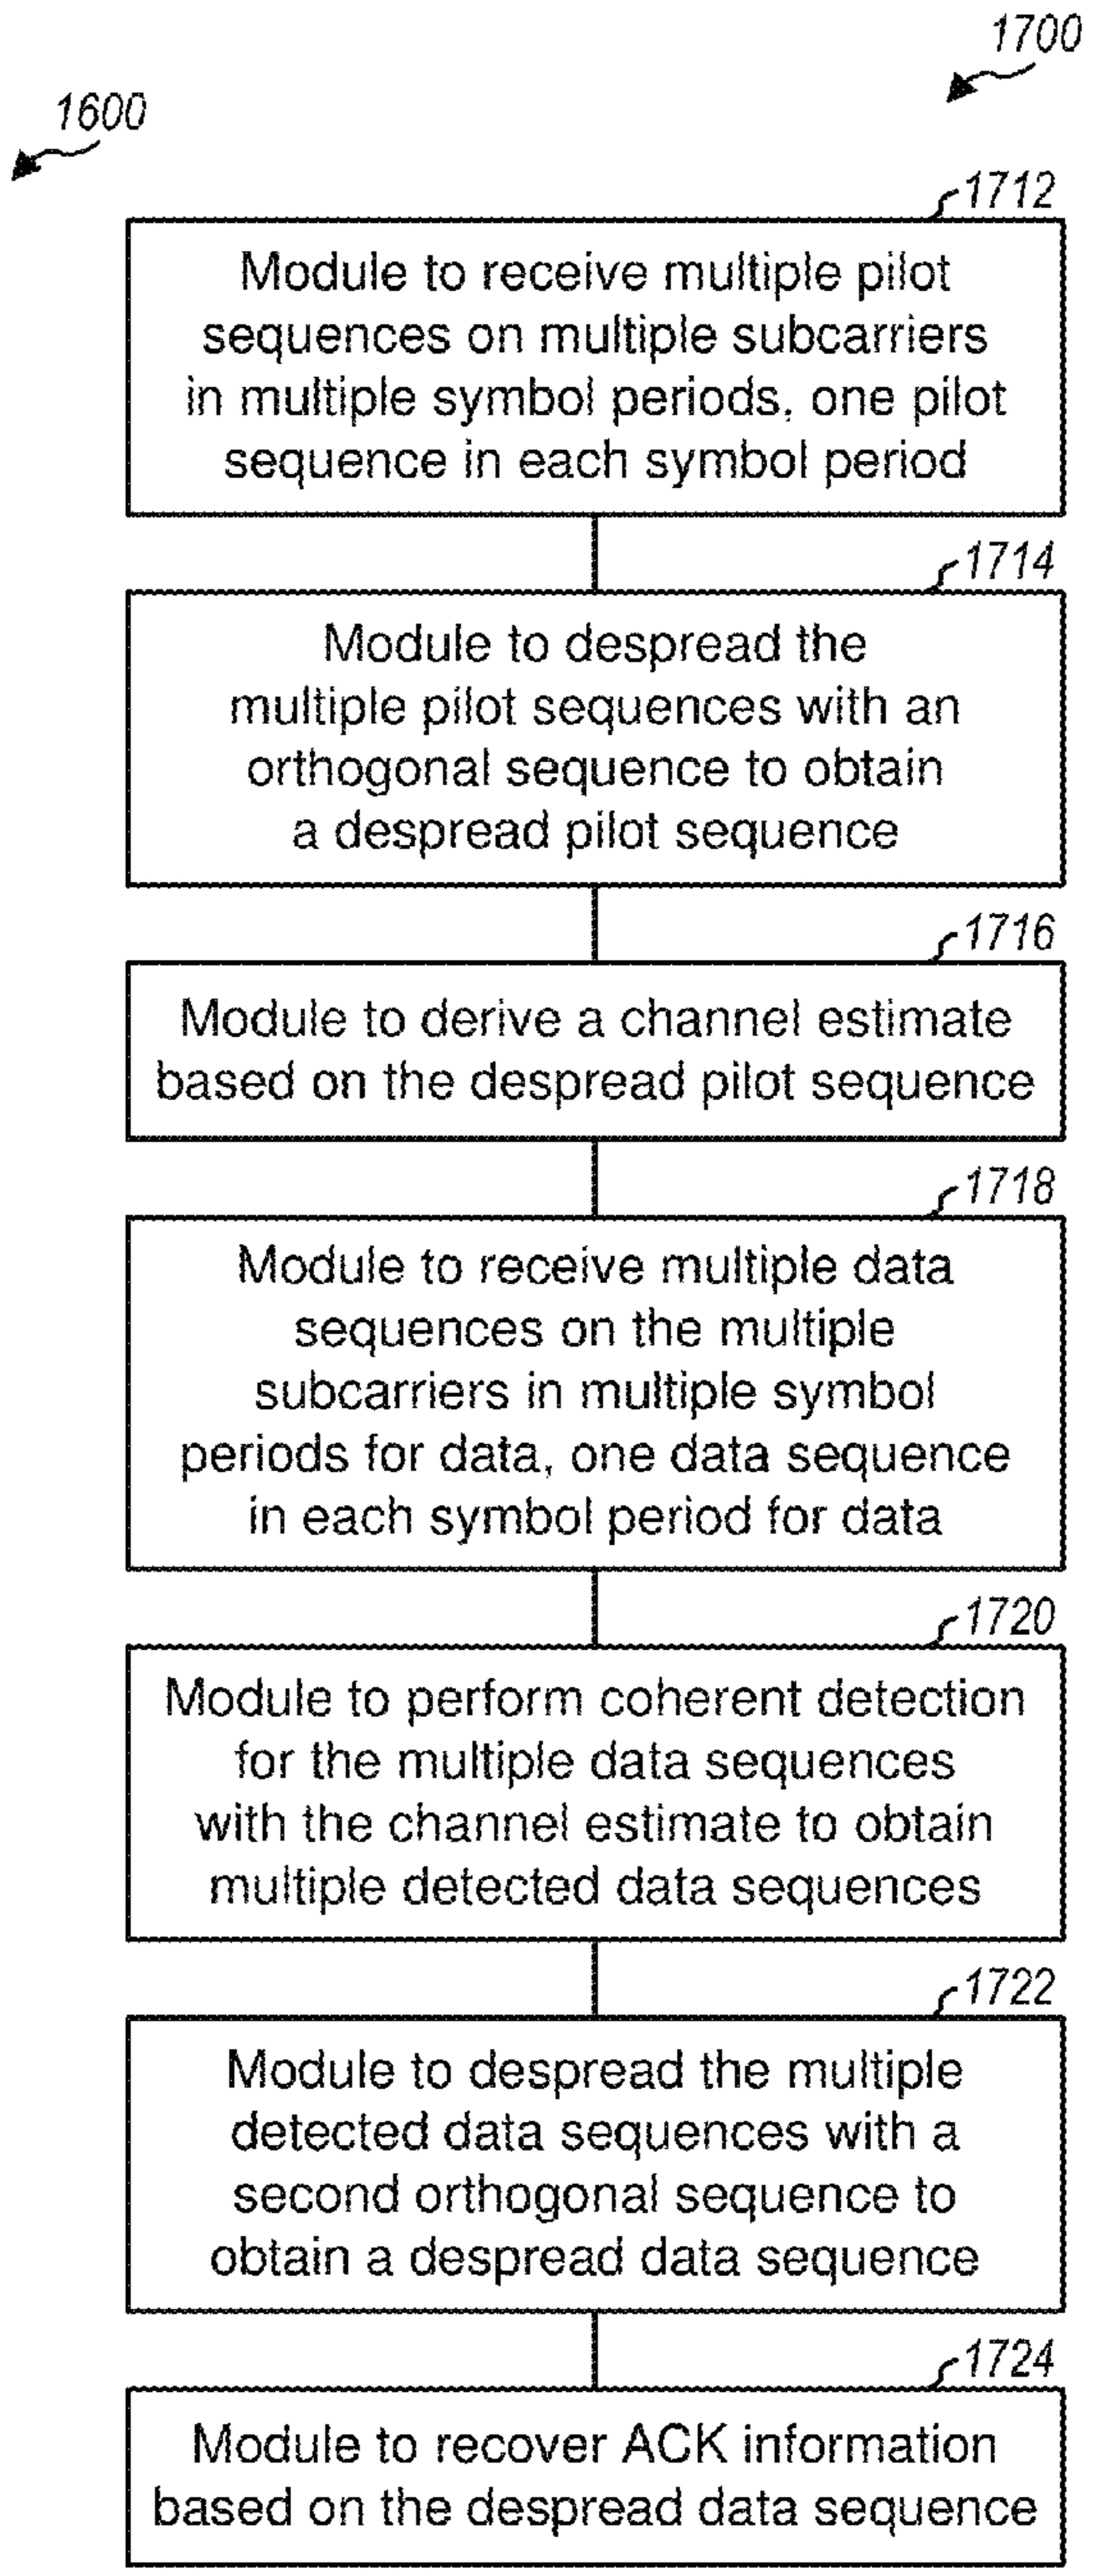 1700
1600
1712
Module to receive multiple pilot
sequences on multiple subcarriers
in multiple symbol periods, one pilot
sequence in each symbol period
1714
Module to despread the
multiple pilot sequences with an
orthogonal sequence to obtain
a despread pilot sequence
1716
Module to derive a channel estimate
based on the despread pilot sequence
1718
Module to receive multiple data
sequences on the multiple
subcarriers in multiple symbol
periods for data, one data sequence
in each symbol period for data
1720
Module to perform coherent detection
for the multiple data sequences
with the channel estimate to obtain
multiple detected data sequences
1722
Module to despread the multiple
detected data sequences with a
second orthogonal sequence to
obtain a despread data sequence
1724
Module to recover ACK information
based on the despread data sequence